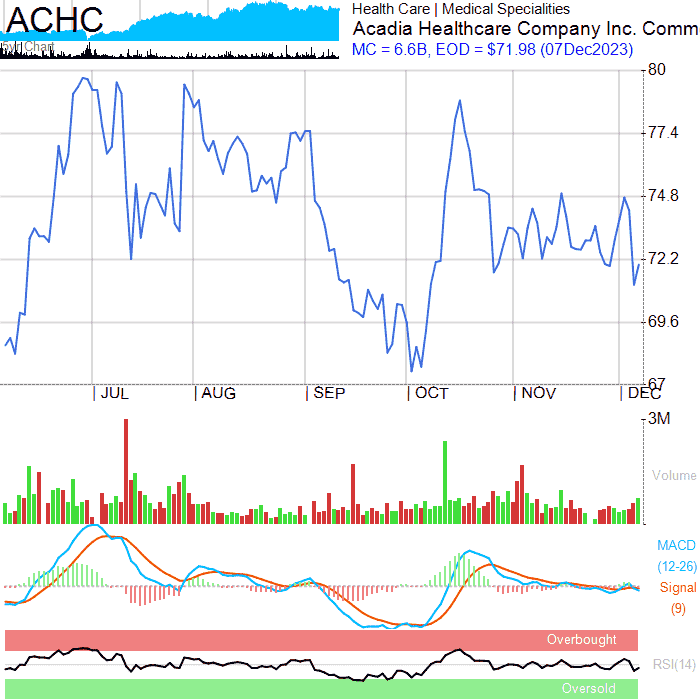 ACHC
Health Care | Medical Specialities
Acadia Healthcare Company Inc. Comm
MC = 6.6B, EOD = $71.98 (07Dec2023)
80
77.4
74.8
72.2
69.6
67
JUL AUG SEP OCT NOV DEC
3M
Volume
MACD
(12-26)
Signal
(9)
Overbought
RSI(14)
Oversold